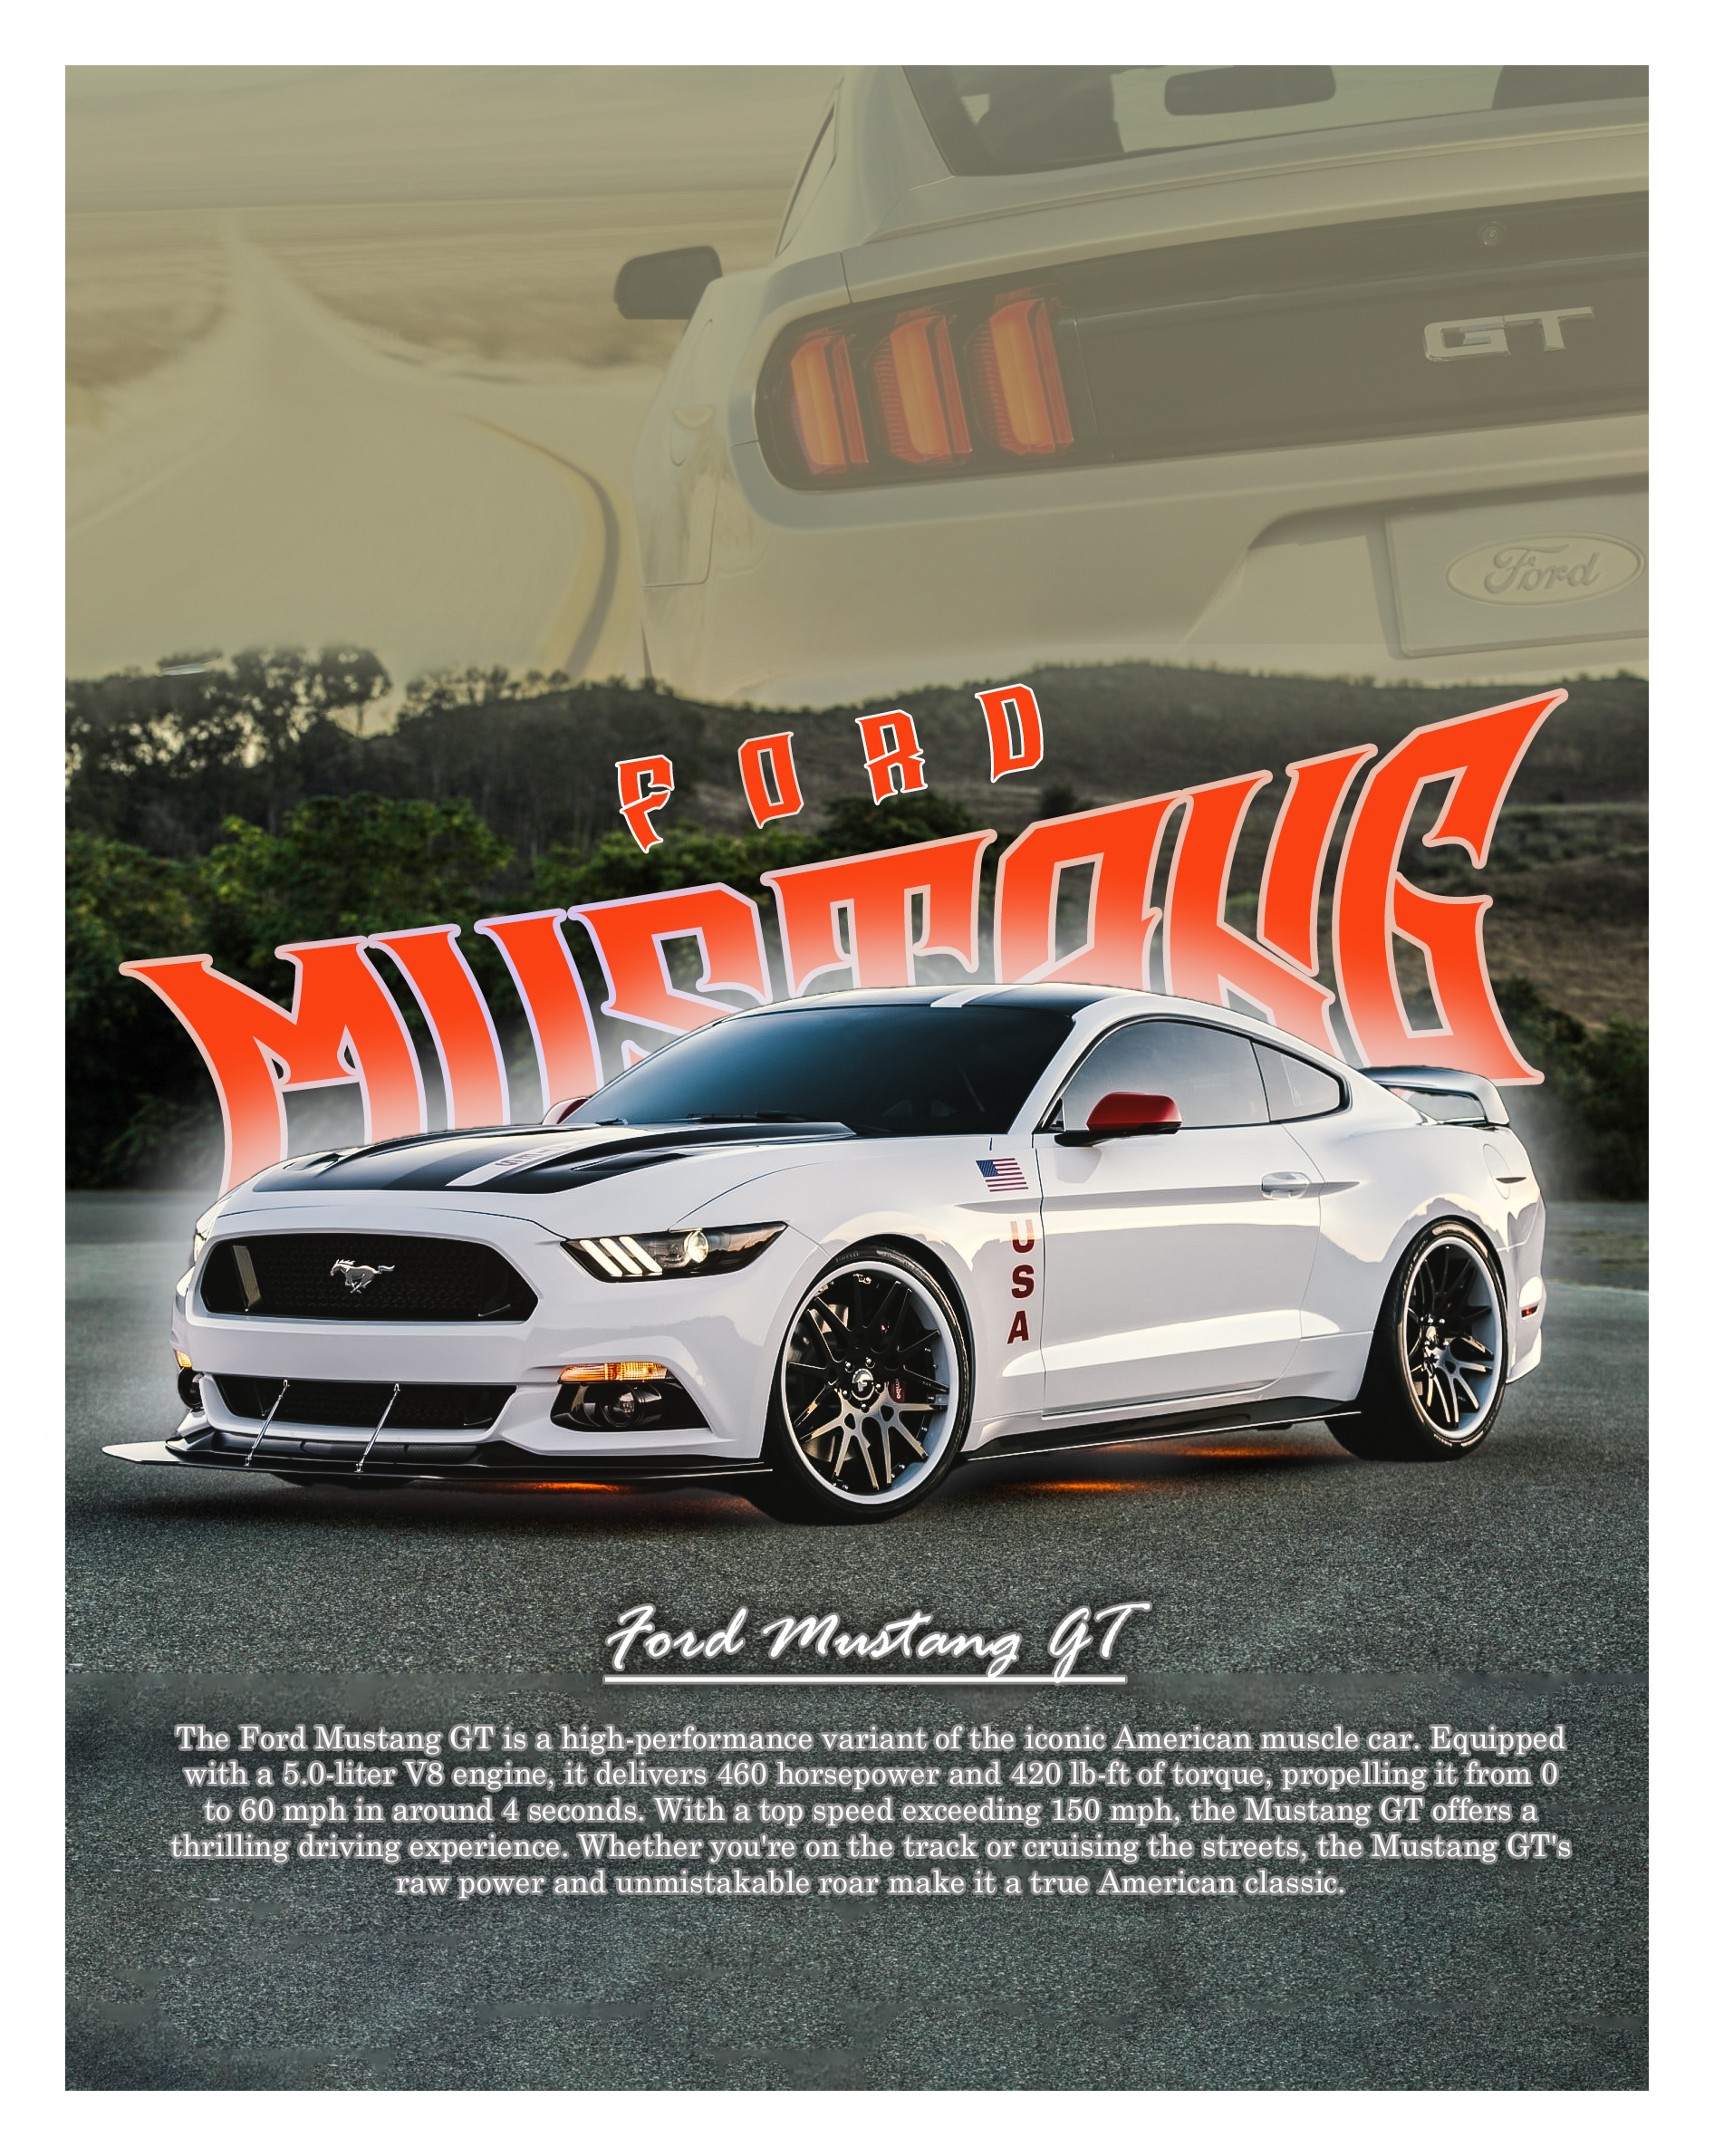 GT
Ford
FORD
MUSTANG
USA
Ford Mustang GT
The Ford Mustang GT is a high-performance variant of the iconic American muscle car. Equipped
with a 5.0-liter V8 engine, it delivers 460 horsepower and 420 lb-ft of torque, propelling it from 0
to 60 mph in around 4 seconds. With a top speed exceeding 150 mph, the Mustang GT offers a
thrilling driving experience. Whether you're on the track or cruising the streets, the Mustang GT's
raw power and unmistakable roar make it a true American classic.